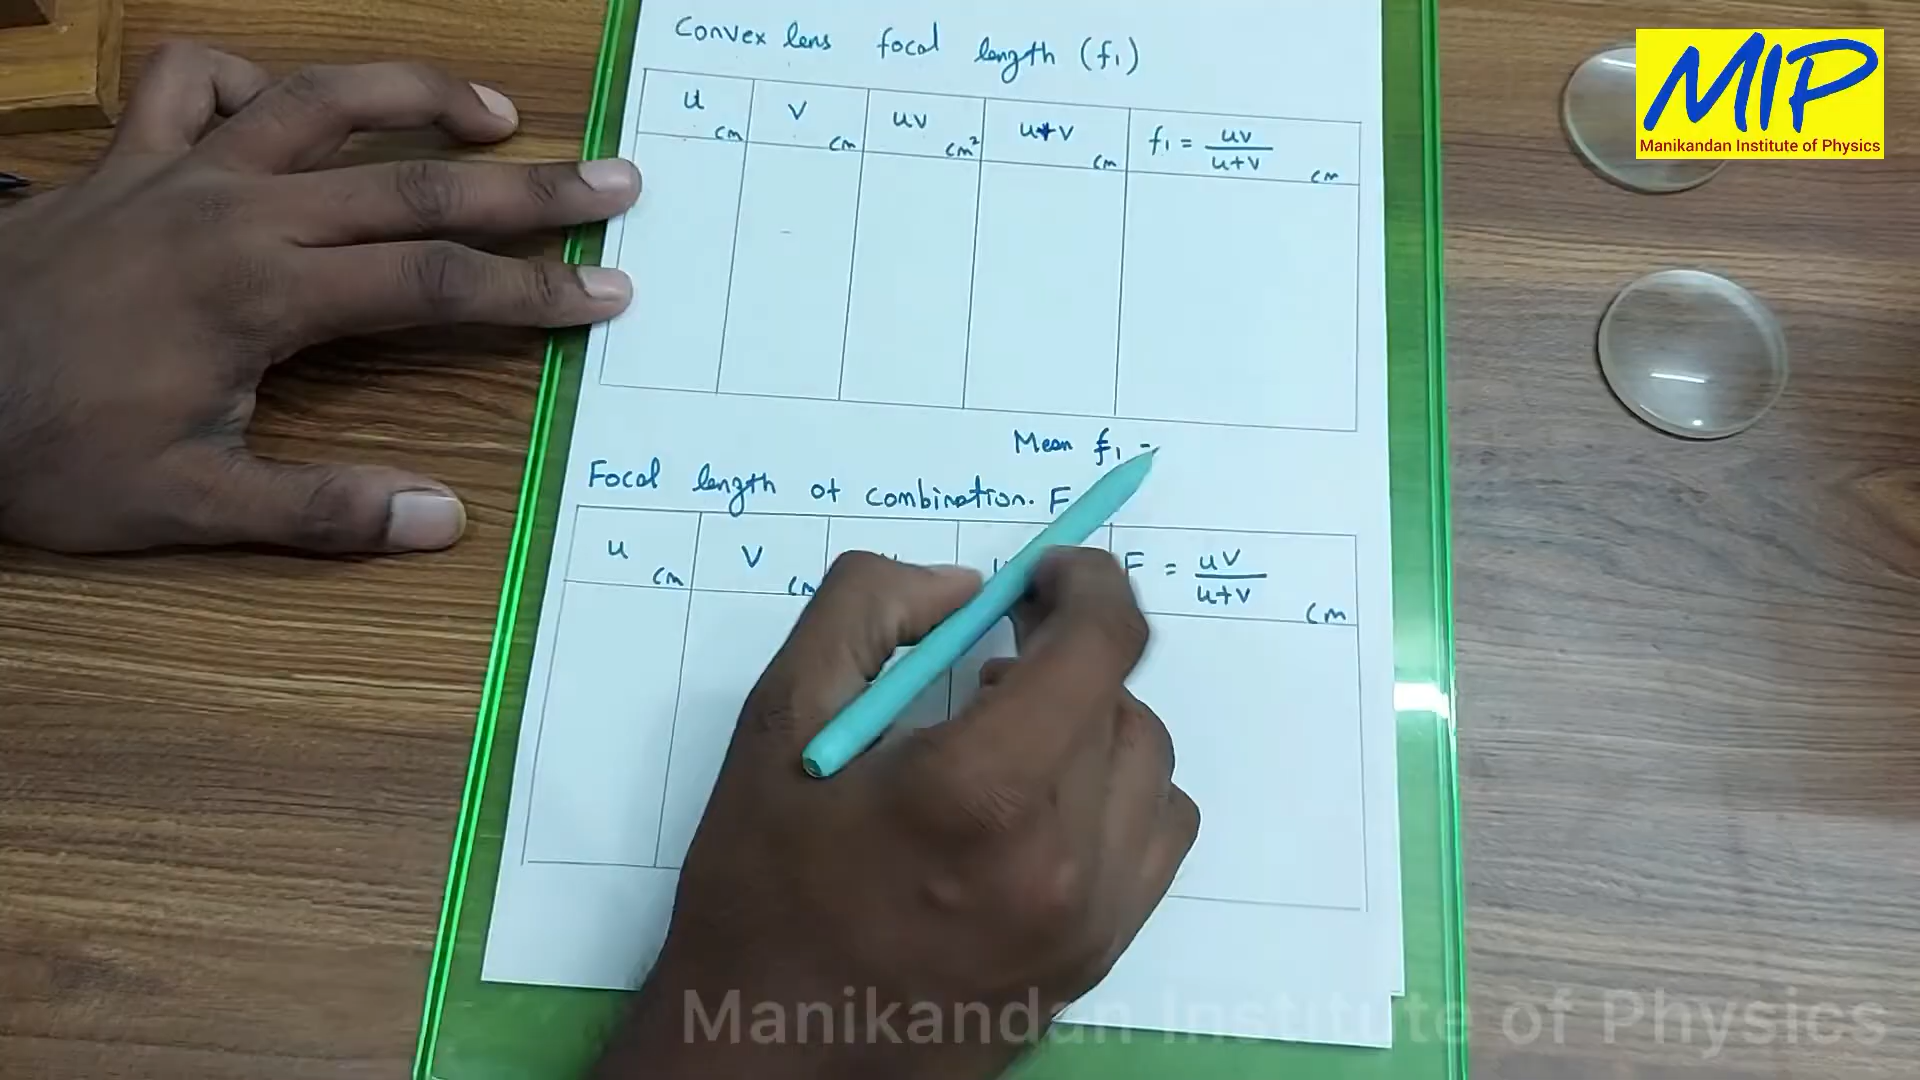 Convex lens focal length (f1)
u cm
V cm
uv cm²
u+v cm
f1 = uv/u+v cm
Mean f1 =
Focal length of combination. F
u cm
V cm
F = uv/u+v cm
MIP
Manikandan Institute of Physics
Manikandan Institute of Physics